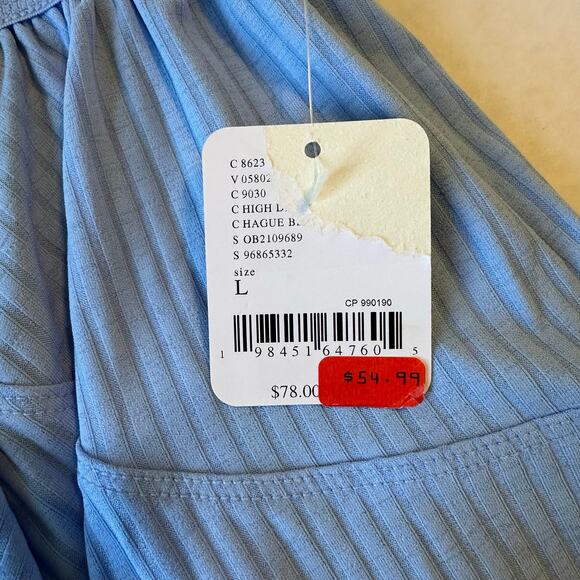 C 8623
V 05802
C 9030
C HIGH
C HAGUE
S OB2109689
S 96865332
size
L
CP 990190
1 98451 64760 5
$78.00
$54.99